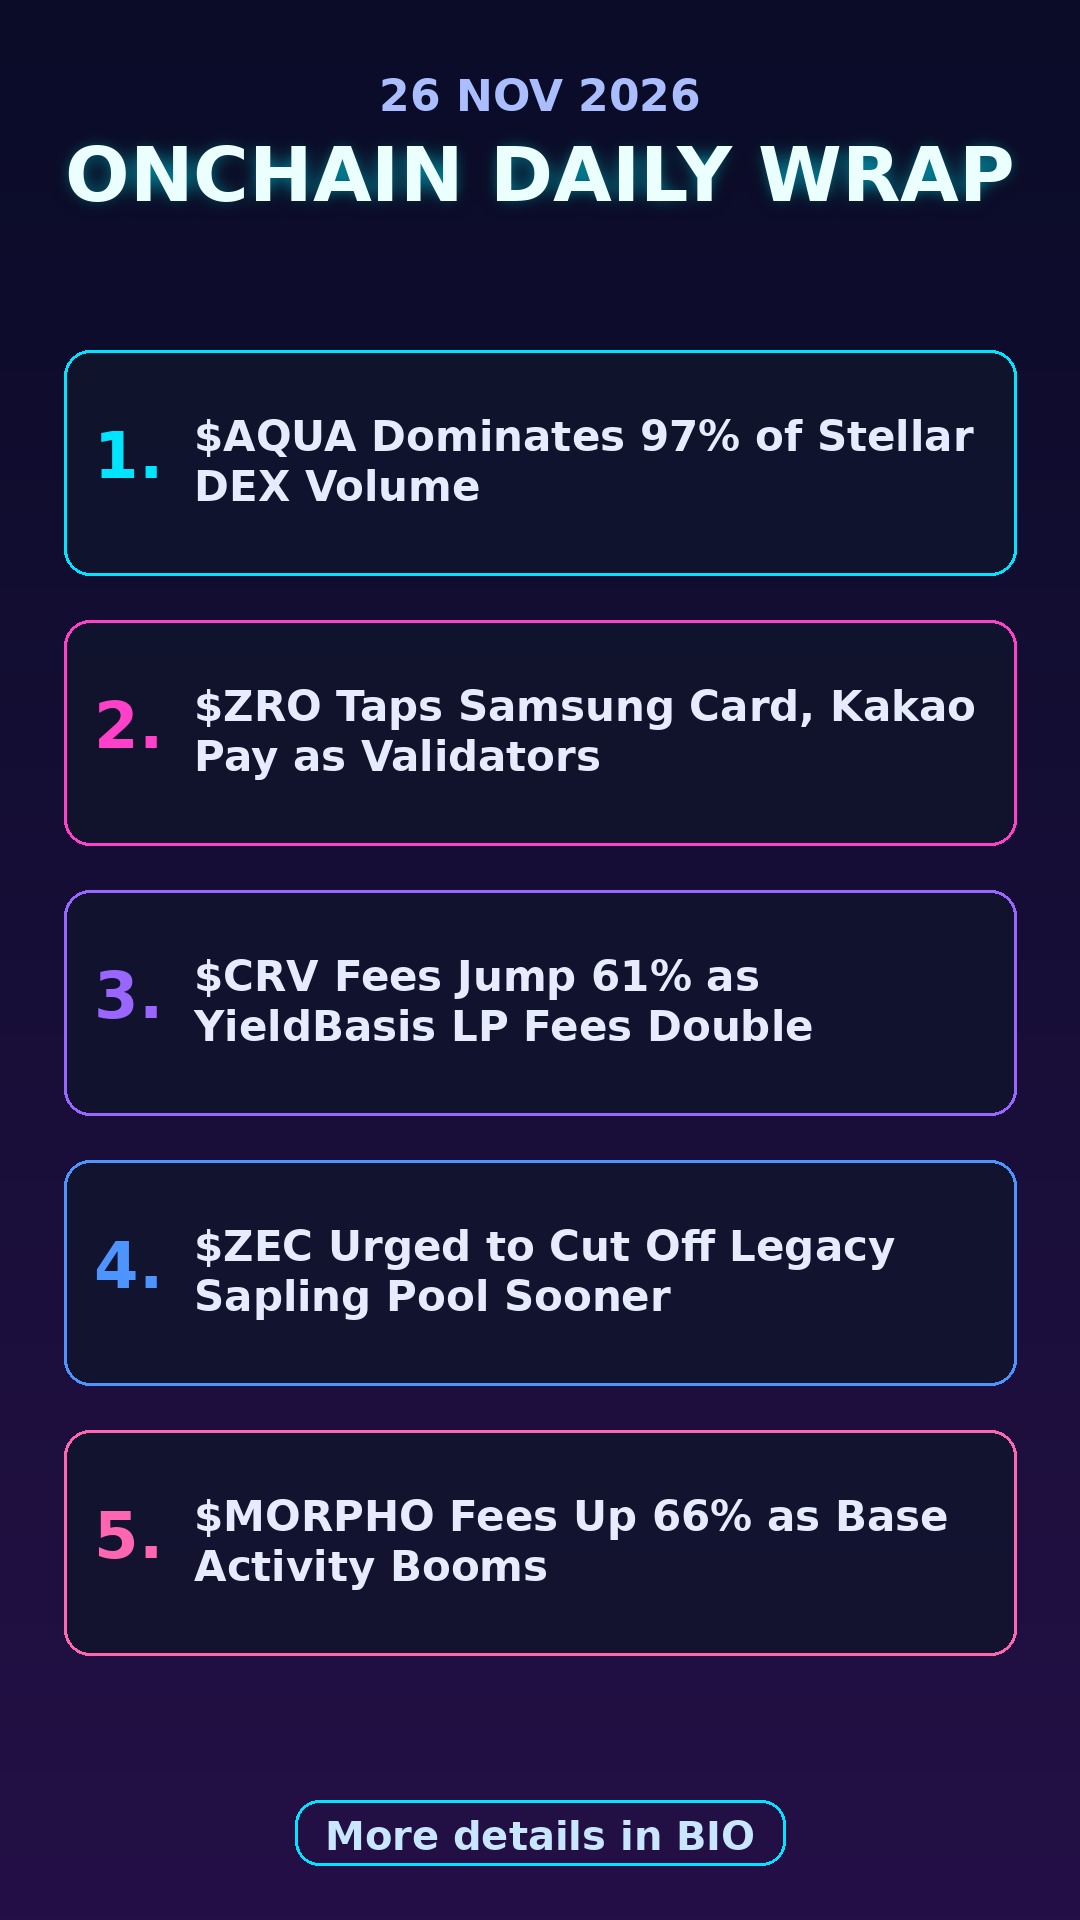 26 NOV 2026
ONCHAIN DAILY WRAP
1.
$AQUA Dominates 97% of Stellar
DEX Volume
2.
$ZRO Taps Samsung Card, Kakao
Pay as Validators
3.
$CRV Fees Jump 61% as
YieldBasis LP Fees Double
4.
$ZEC Urged to Cut Off Legacy
Sapling Pool Sooner
5.
$MORPHO Fees Up 66% as Base
Activity Booms
More details in BIO